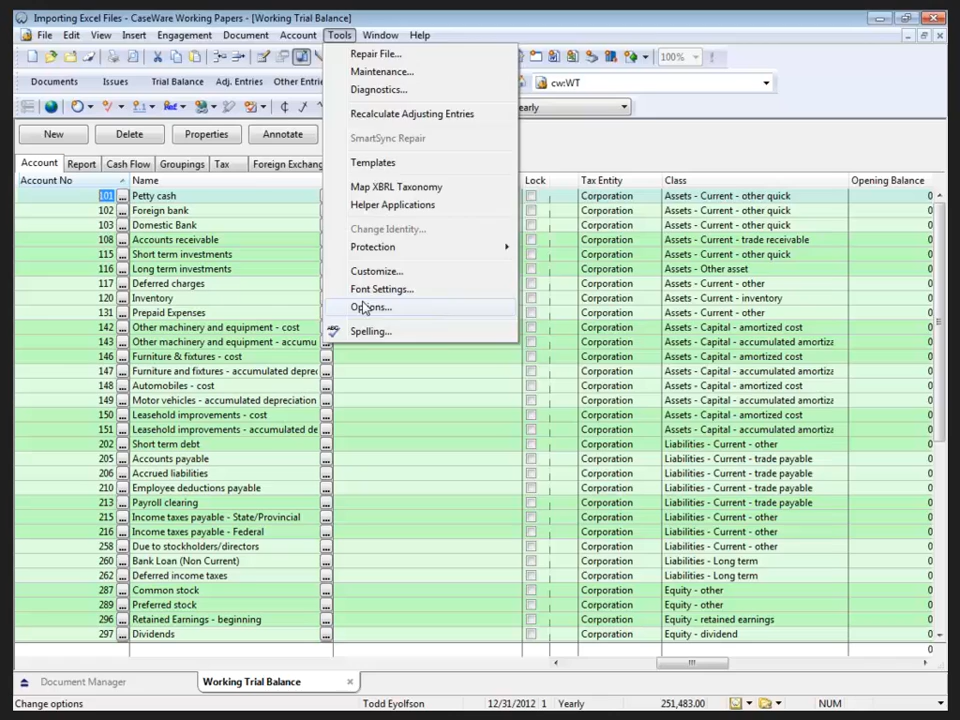 Importing Excel Files - CaseWare Working Papers - [Working Trial Balance]
File Edit View Insert Engagement Document Account Tools Window Help
100%
Documents Issues Trial Balance Adj. Entries Other Entrie
cw:WT
early
New Delete Properties Annotate
Account Report Cash Flow Groupings Tax Foreign Exchang
Repair File...
Maintenance...
Diagnostics...
Recalculate Adjusting Entries
SmartSync Repair
Templates
Map XBRL Taxonomy
Helper Applications
Change Identity...
Protection
Customize...
Font Settings...
Options...
Spelling...
Account No Name Lock Tax Entity Class Opening Balance
101 ... Petty cash Corporation Assets - Current - other quick 0
102 ... Foreign bank Corporation Assets - Current - other quick 0
103 ... Domestic Bank Corporation Assets - Current - other quick 0
108 ... Accounts receivable Corporation Assets - Current - trade receivable 0
115 ... Short term investments Corporation Assets - Current - other quick 0
116 ... Long term investments Corporation Assets - Other asset 0
117 ... Deferred charges Corporation Assets - Current - other 0
120 ... Inventory Corporation Assets - Current - inventory 0
131 ... Prepaid Expenses Corporation Assets - Current - other 0
142 ... Other machinery and equipment - cost Corporation Assets - Capital - amortized cost 0
143 ... Other machinery and equipment - accumu Corporation Assets - Capital - accumulated amortiza 0
146 ... Furniture & fixtures - cost ... Corporation Assets - Capital - amortized cost 0
147 ... Furniture and fixtures - accumulated deprec ... Corporation Assets - Capital - accumulated amortiza 0
148 ... Automobiles - cost ... Corporation Assets - Capital - amortized cost 0
149 ... Motor vehicles - accumulated depreciation ... Corporation Assets - Capital - accumulated amortiza 0
150 ... Leasehold improvements - cost ... Corporation Assets - Capital - amortized cost 0
151 ... Leasehold improvements - accumulated de ... Corporation Assets - Capital - accumulated amortiza 0
202 ... Short term debt ... Corporation Liabilities - Current - other 0
205 ... Accounts payable ... Corporation Liabilities - Current - trade payable 0
206 ... Accrued liabilities ... Corporation Liabilities - Current - trade payable 0
210 ... Employee deductions payable ... Corporation Liabilities - Current - trade payable 0
213 ... Payroll clearing ... Corporation Liabilities - Current - trade payable 0
215 ... Income taxes payable - State/Provincial ... Corporation Liabilities - Current - other 0
216 ... Income taxes payable - Federal ... Corporation Liabilities - Current - other 0
258 ... Due to stockholders/directors ... Corporation Liabilities - Current - other 0
260 ... Bank Loan (Non Current) ... Corporation Liabilities - Long term 0
262 ... Deferred income taxes ... Corporation Liabilities - Long term 0
287 ... Common stock ... Corporation Equity - other 0
289 ... Preferred stock ... Corporation Equity - other 0
296 ... Retained Earnings - beginning ... Corporation Equity - retained earnings 0
297 ... Dividends ... Corporation Equity - dividend 0
0
Document Manager Working Trial Balance
Change options Todd Eyolfson 12/31/2012 1 Yearly 251,483.00 NUM